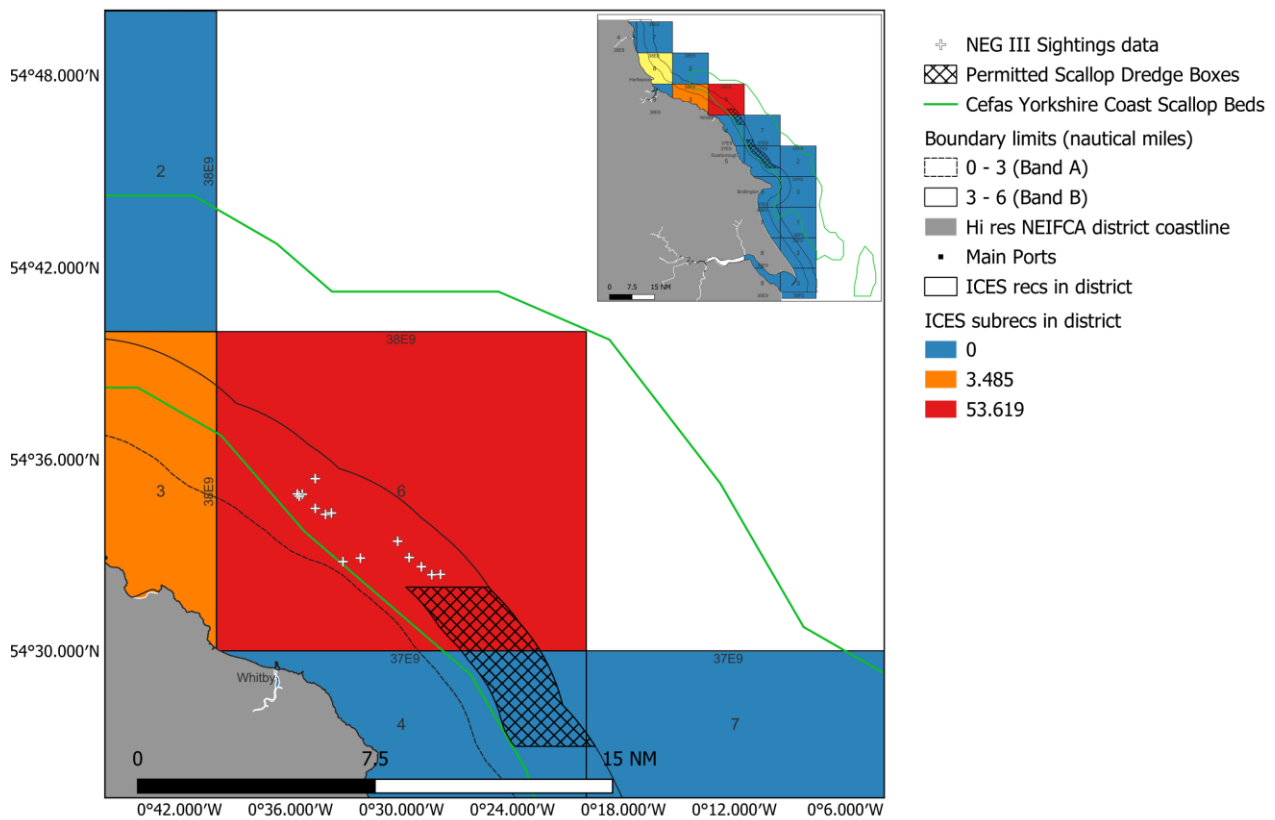 54°48.000'N
54°42.000'N
54°36.000'N
54°30.000'N
2
38E9
38E9
3
38E9
6
37E9
37E9
Whitby
4
7
0
7.5
15 NM
0°42.000'W
0°36.000'W
0°30.000'W
0°24.000'W
0°18.000'W
0°12.000'W
0°6.000'W
0
7.5
15 NM
NEG III Sightings data
Permitted Scallop Dredge Boxes
Cefas Yorkshire Coast Scallop Beds
Boundary limits (nautical miles)
0 - 3 (Band A)
3 - 6 (Band B)
Hi res NEIFCA district coastline
Main Ports
ICES recs in district
ICES subrecs in district
0
3.485
53.619